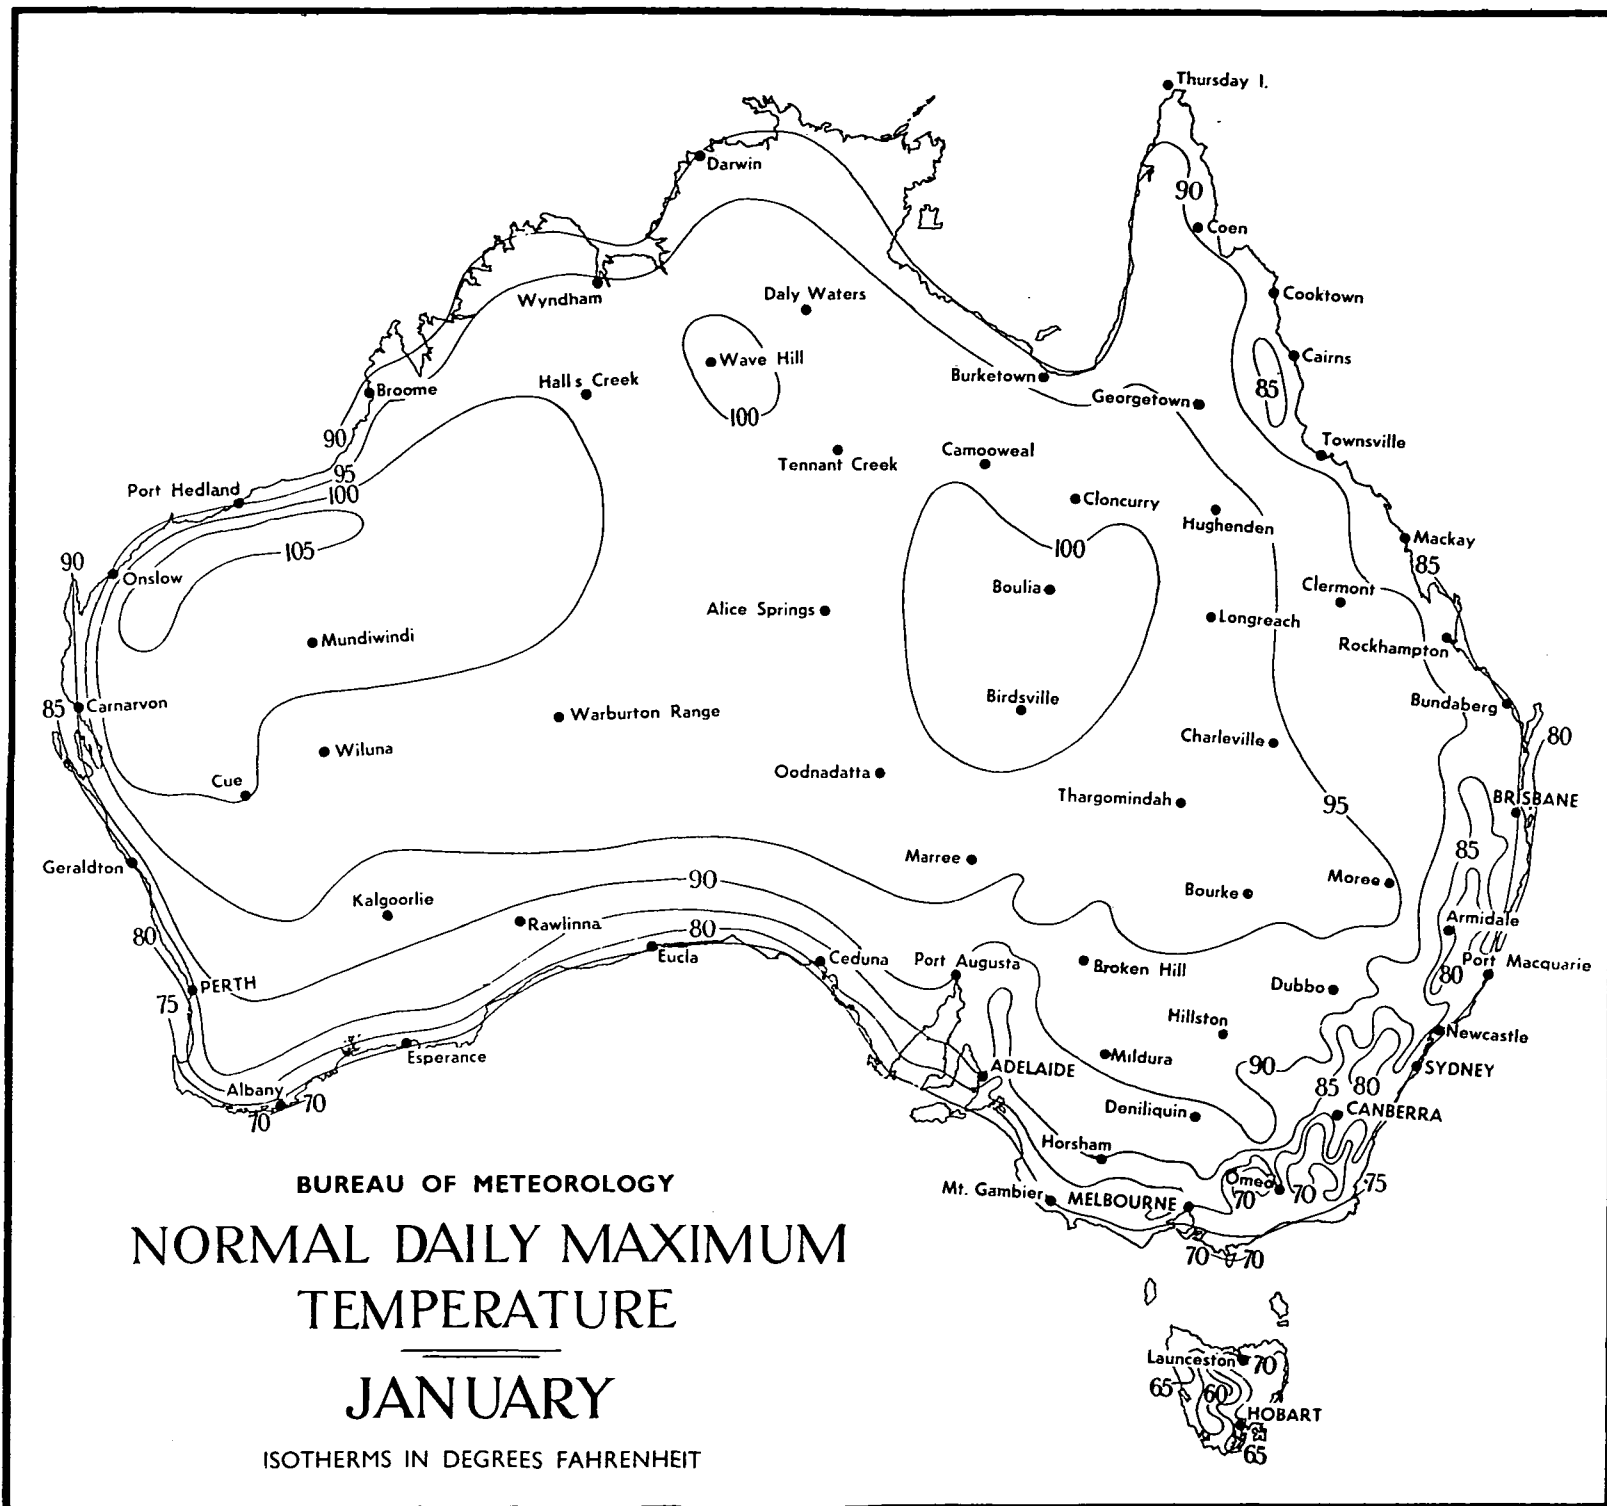 Thursday I.
Darwin
90
Coen
Wyndham
Daly Waters
Cooktown
Wave Hill
Cairns
Broome
Halls Creek
Burketown
85
Georgetown
100
90
Townsville
95
Tennant Creek
Camooweal
100
Port Hedland
Cloncurry
Hughenden
105
100
Mackay
90
Onslow
85
Boulia
Clermont
Alice Springs
Longreach
Mundiwindi
Rockhampton
85
Carnarvon
Warburton Range
Birdsville
Bundaberg
Wiluna
Charleville
80
Cue
Oodnadatta
Thargomindah
95
BRISBANE
Geraldton
Marree
85
90
Bourke
Moree
Kalgoorlie
Rawlinna
80
Armidale
80
Eucla
Ceduna
Port Augusta
Broken Hill
80
Port Macquarie
PERTH
75
Dubbo
Hillston
Newcastle
Esperance
Mildura
90
ADELAIDE
SYDNEY
Albany
70
70
85
80
Deniliquin
CANBERRA
Horsham
Omeo
70
70
75
Mt. Gambier
MELBOURNE
70
70
Launceston
70
65
60
HOBART
65
BUREAU OF METEOROLOGY
NORMAL DAILY MAXIMUM
TEMPERATURE
JANUARY
ISOTHERMS IN DEGREES FAHRENHEIT